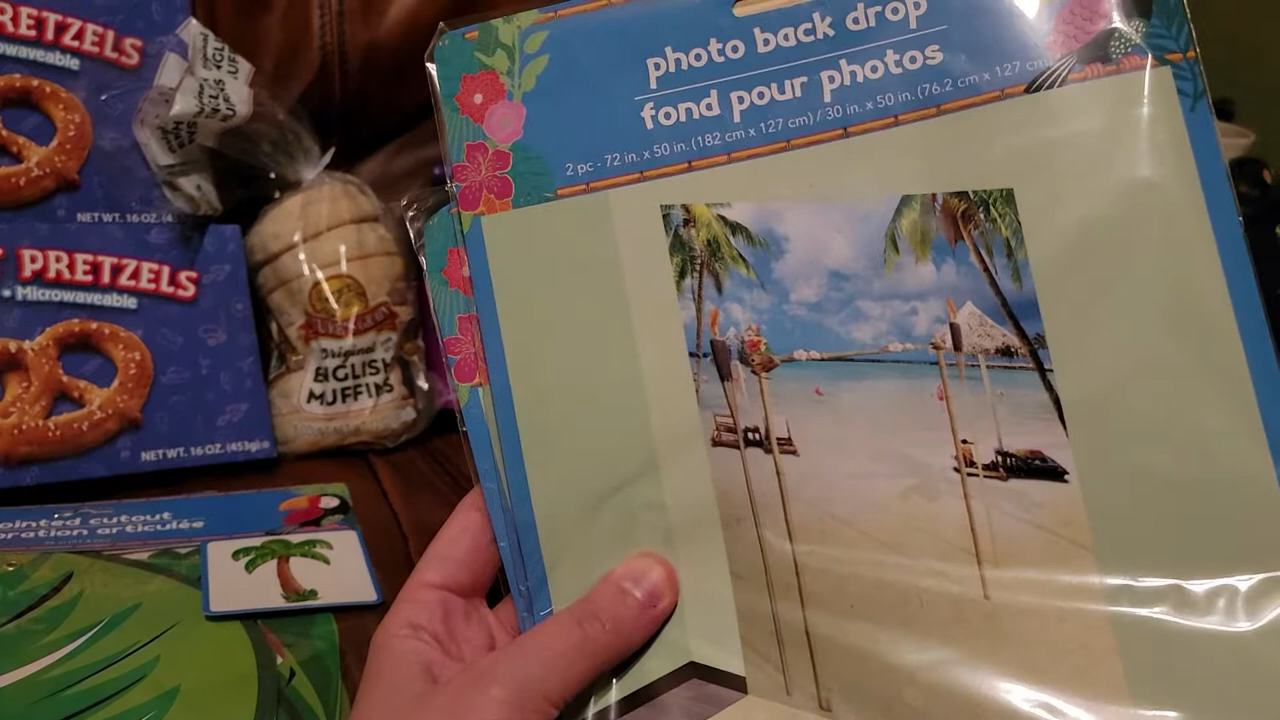 RETZELS
owaveable
NET WT. 16 OZ. (4
PRETZELS
• Microwaveable
NET WT. 16 OZ. (453g)
Original
ENGLISH
MUFFINS
ointed cutout
oration articulée
photo back drop
fond pour photos
2 pc - 72 in. x 50 in. (182 cm x 127 cm) / 30 in. x 50 in. (76.2 cm x 127 cm